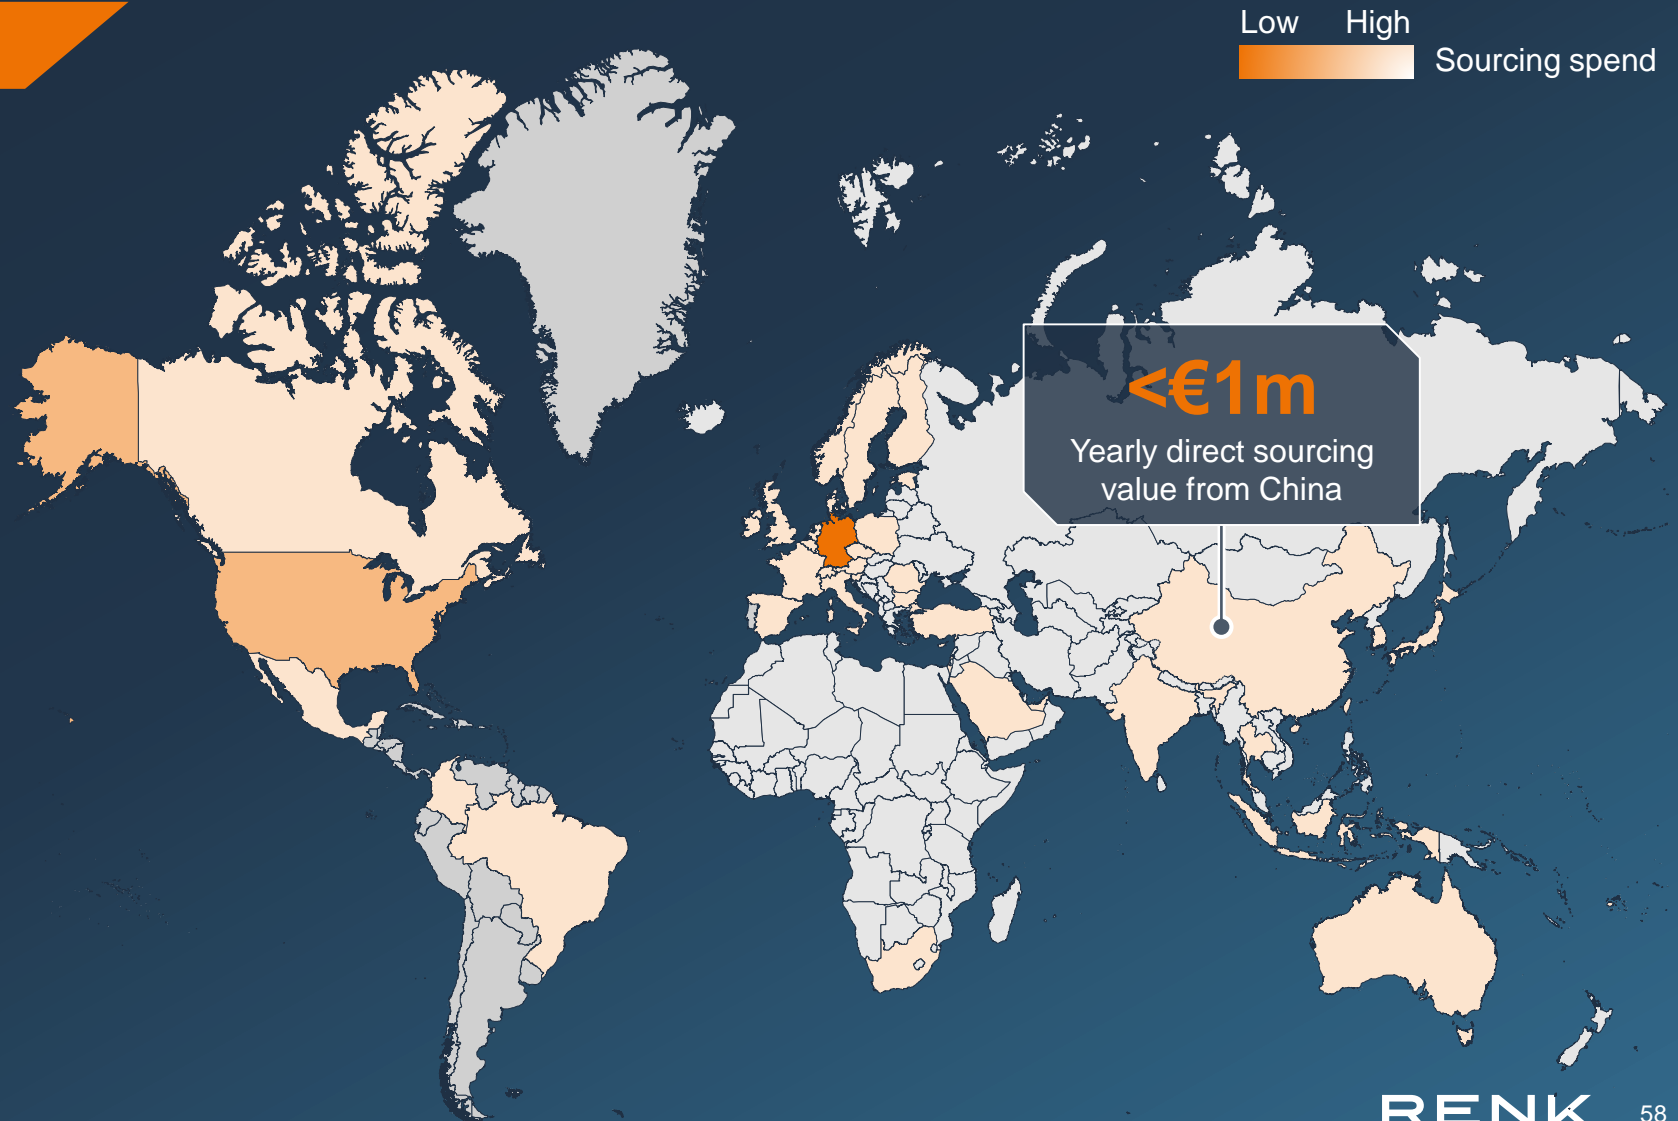 Low High
Sourcing spend
<€1m
Yearly direct sourcing
value from China
RENK
58